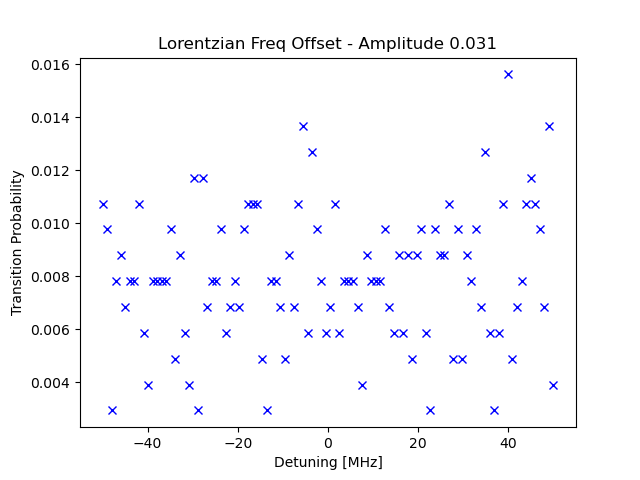 Lorentzian Freq Offset - Amplitude 0.031
0.016
0.014
0.012
0.010
0.008
0.006
0.004
Transition Probability
−40 −20 0 20 40
Detuning [MHz]